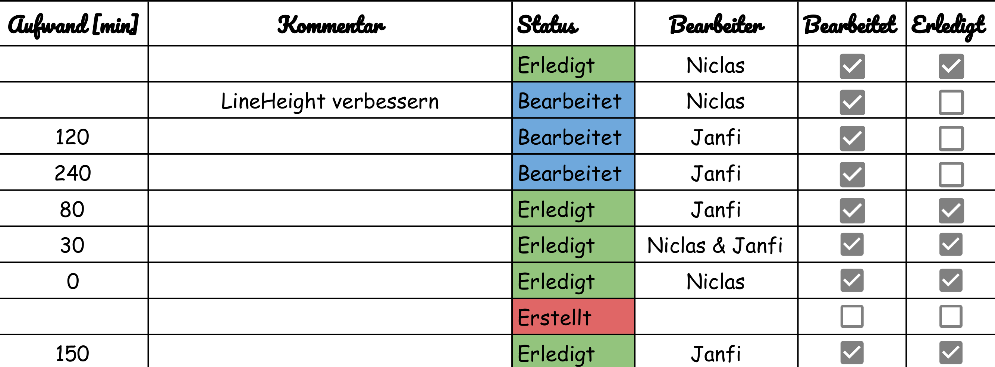 Aufwand [min] Kommentar Status Bearbeiter Bearbeitet Erledigt
Erledigt Niclas
LineHeight verbessern Bearbeitet Niclas
120 Bearbeitet Janfi
240 Bearbeitet Janfi
80 Erledigt Janfi
30 Erledigt Niclas & Janfi
0 Erledigt Niclas
Erstellt
150 Erledigt Janfi